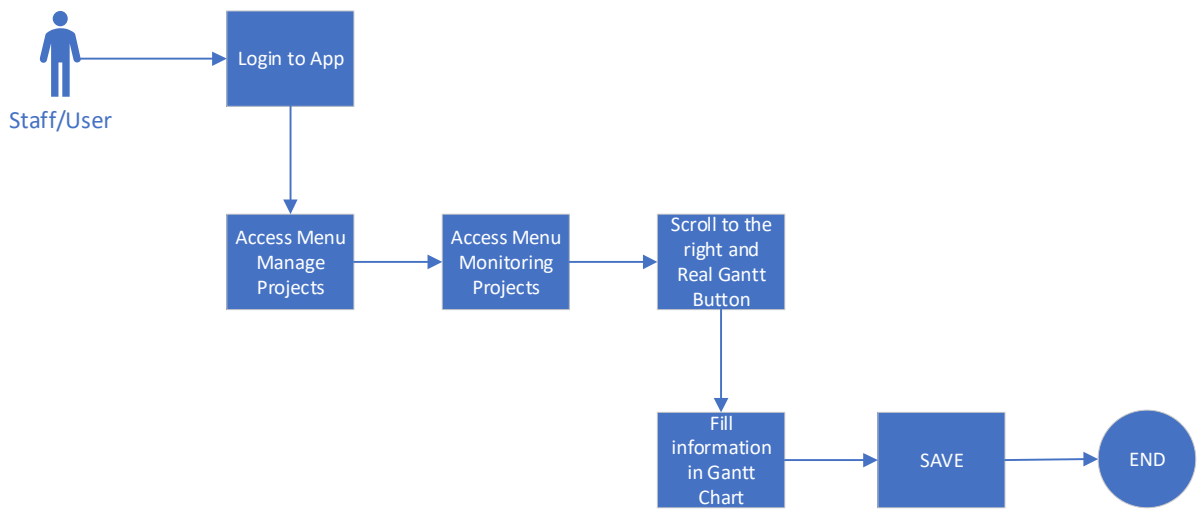 Login to App
Staff/User
Access Menu
Manage
Projects
Access Menu
Monitoring
Projects
Scroll to the
right and
Real Gantt
Button
Fill
information
in Gantt
Chart
SAVE
END